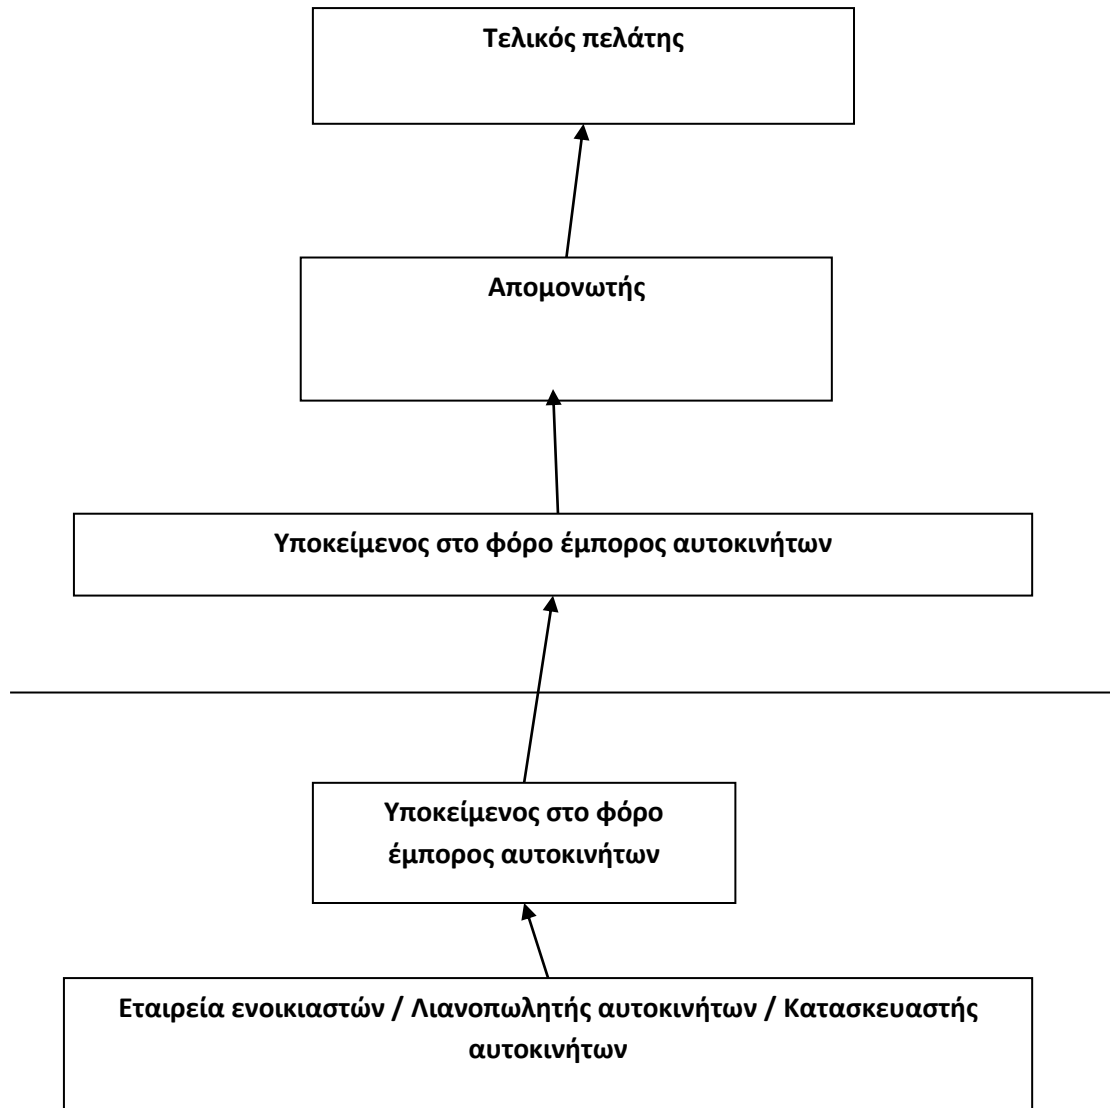 Τελικός πελάτης
Απομονωτής
Υποκείμενος στο φόρο έμπορος αυτοκινήτων
Υποκείμενος στο φόρο
έμπορος αυτοκινήτων
Εταιρεία ενοικιαστών / Λιανοπωλητής αυτοκινήτων / Κατασκευαστής
αυτοκινήτων